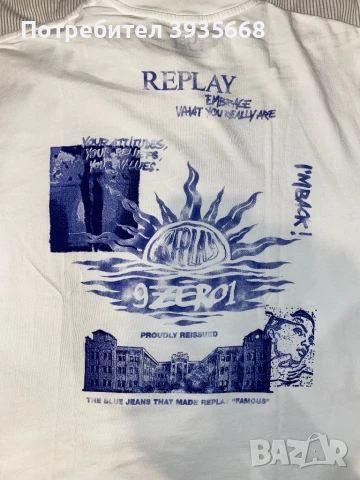 Потребител 3935668
REPLAY
EMBRACE
WHAT YOU REALLY ARE
YOUR ATTITUDES,
YOUR BELIEFS,
YOUR VALUES.
I'M BACK!
REPLAY
9ZERO1
PROUDLY REISSUED
THE BLUE JEANS THAT MADE REPLAY "FAMOUS"
BAZAR